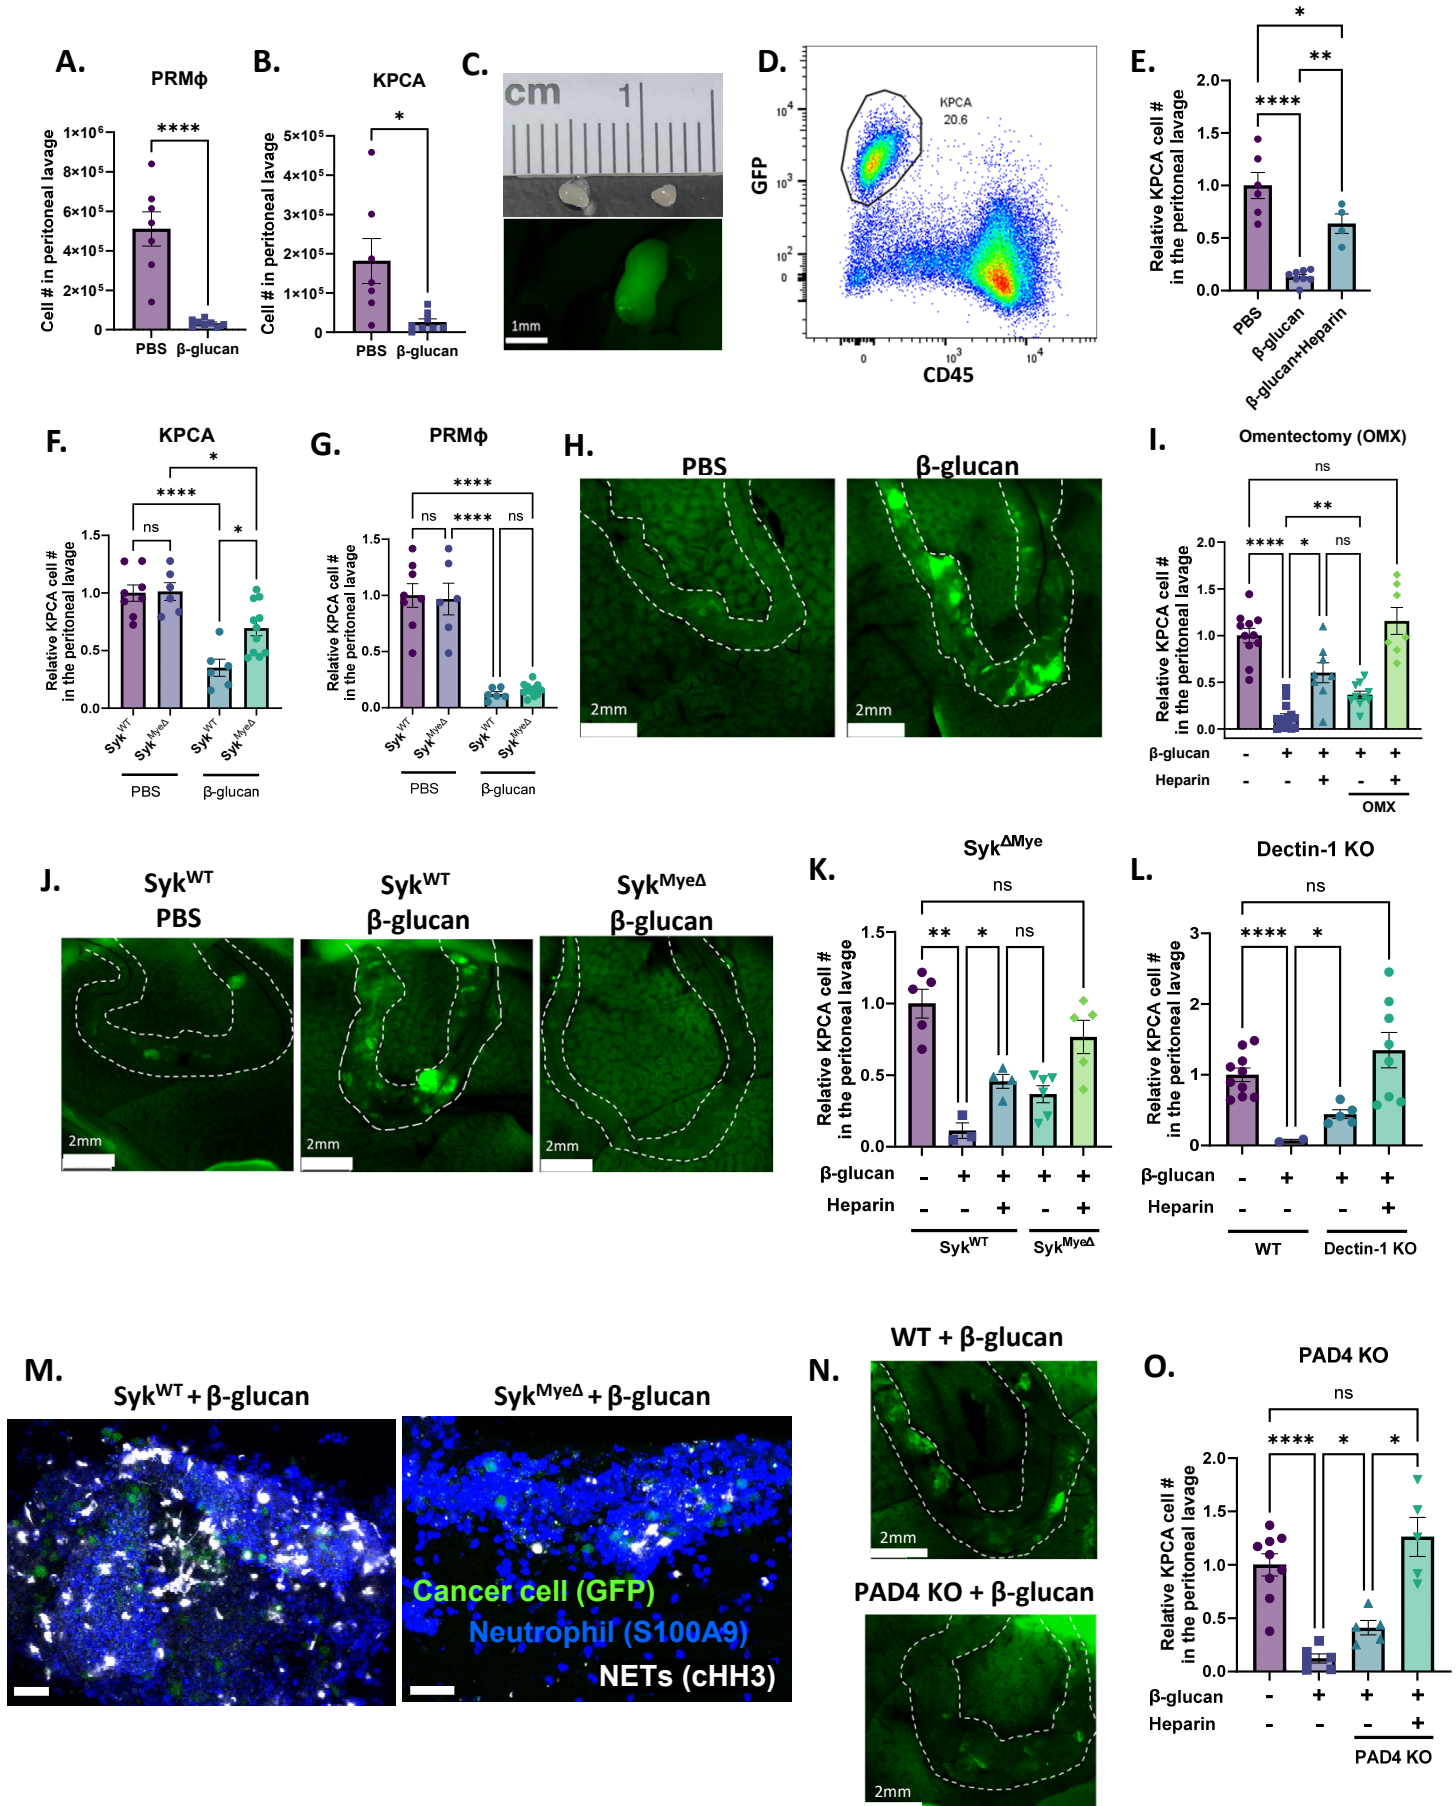 A.
PRMϕ
Cell # in peritoneal lavage
1×10⁶
8×10⁵
6×10⁵
4×10⁵
2×10⁵
0
****
PBS β-glucan
B.
KPCA
Cell # in peritoneal lavage
5×10⁵
4×10⁵
3×10⁵
2×10⁵
1×10⁵
0
*
PBS β-glucan
C.
cm 1
1mm
D.
GFP
10⁴
10³
10²
0
KPCA
20.6
0 10³ 10⁴
CD45
E.
Relative KPCA cell #
in the peritoneal lavage
2.0
1.5
1.0
0.5
0.0
*
**
****
PBS
β-glucan
β-glucan+Heparin
F.
KPCA
Relative KPCA cell #
in the peritoneal lavage
1.5
1.0
0.5
0.0
*
****
ns
*
Syk^WT
Syk^MyeΔ
Syk^WT
Syk^MyeΔ
PBS β-glucan
G.
PRMϕ
Relative KPCA cell #
in the peritoneal lavage
1.5
1.0
0.5
0.0
****
ns **** ns
Syk^WT
Syk^MyeΔ
Syk^WT
Syk^MyeΔ
PBS β-glucan
H.
PBS
2mm
β-glucan
2mm
I.
Omentectomy (OMX)
Relative KPCA cell #
in the peritoneal lavage
2.0
1.5
1.0
0.5
0.0
ns
**
**** * ns
β-glucan - + + + +
Heparin - - + - +
OMX
J.
Syk^WT
PBS
2mm
Syk^WT
β-glucan
2mm
Syk^MyeΔ
β-glucan
2mm
K.
Syk^ΔMye
Relative KPCA cell #
in the peritoneal lavage
1.5
1.0
0.5
0.0
ns
** * ns
β-glucan - + + + +
Heparin - - + - +
Syk^WT Syk^MyeΔ
L.
Dectin-1 KO
Relative KPCA cell #
in the peritoneal lavage
3
2
1
0
ns
**** *
β-glucan - + + +
Heparin - - - +
WT Dectin-1 KO
M.
Syk^WT + β-glucan
Syk^MyeΔ + β-glucan
Cancer cell (GFP)
Neutrophil (S100A9)
NETs (cHH3)
N.
WT + β-glucan
2mm
PAD4 KO + β-glucan
2mm
O.
PAD4 KO
Relative KPCA cell #
in the peritoneal lavage
2.0
1.5
1.0
0.5
0.0
ns
**** * *
β-glucan - + + +
Heparin - - - +
PAD4 KO